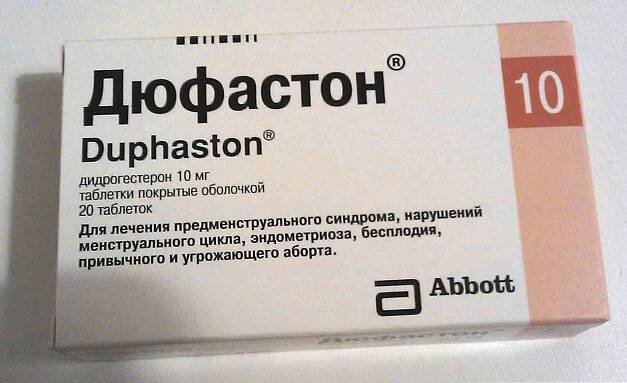 Дюфастон®
10
Duphaston®
дидрогестерон 10 мг
таблетки покрытые оболочкой
20 таблеток
Для лечения предменструального синдрома, нарушений
менструального цикла, эндометриоза, бесплодия,
привычного и угрожающего аборта.
Abbott
Дюфастон®
10